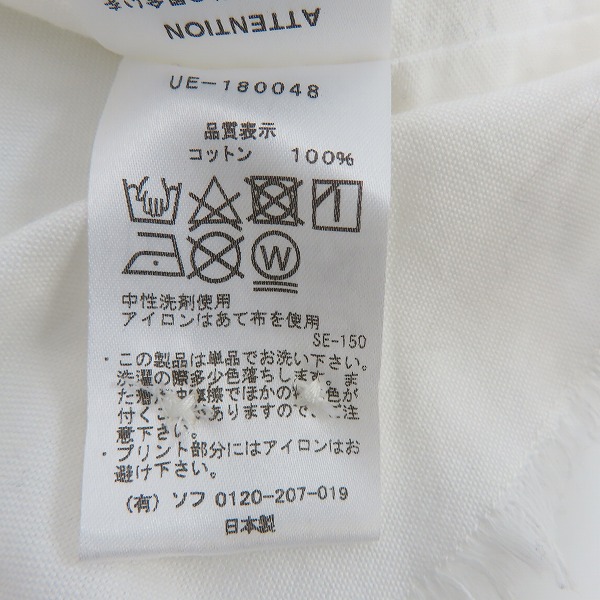 ATTENTION
UE-180048
品質表示
コットン 100%
W
中性洗剤使用
アイロンはあて布を使用
SE-150
・この製品は単品でお洗い下さい。
洗濯の際多少色落ちします。ま
た着 摩擦でほかの 色が
付く がありますので ご注
意下さい。
・プリント部分にはアイロンはお
避け下さい。
(有) ソフ 0120-207-019
日本製